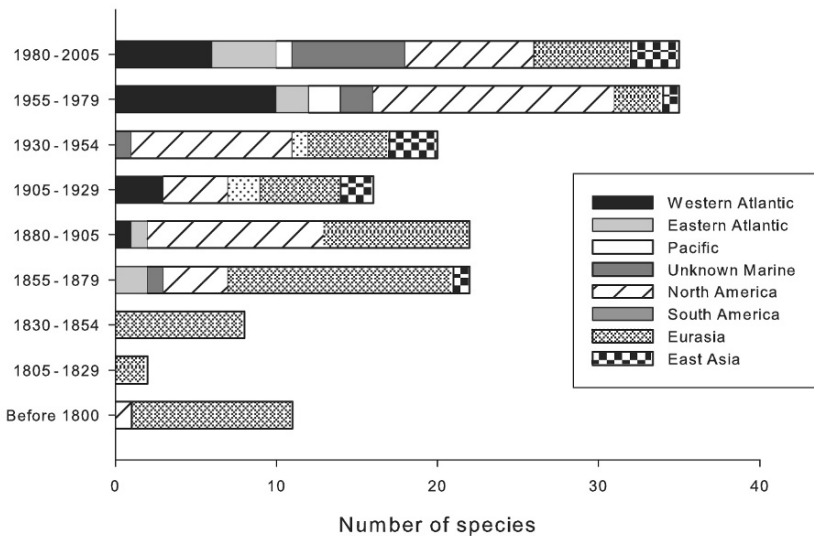 1980-2005
1955-1979
1930-1954
1905-1929
1880-1905
1855-1879
1830-1854
1805-1829
Before 1800
0 10 20 30 40
Number of species
Western Atlantic
Eastern Atlantic
Pacific
Unknown Marine
North America
South America
Eurasia
East Asia